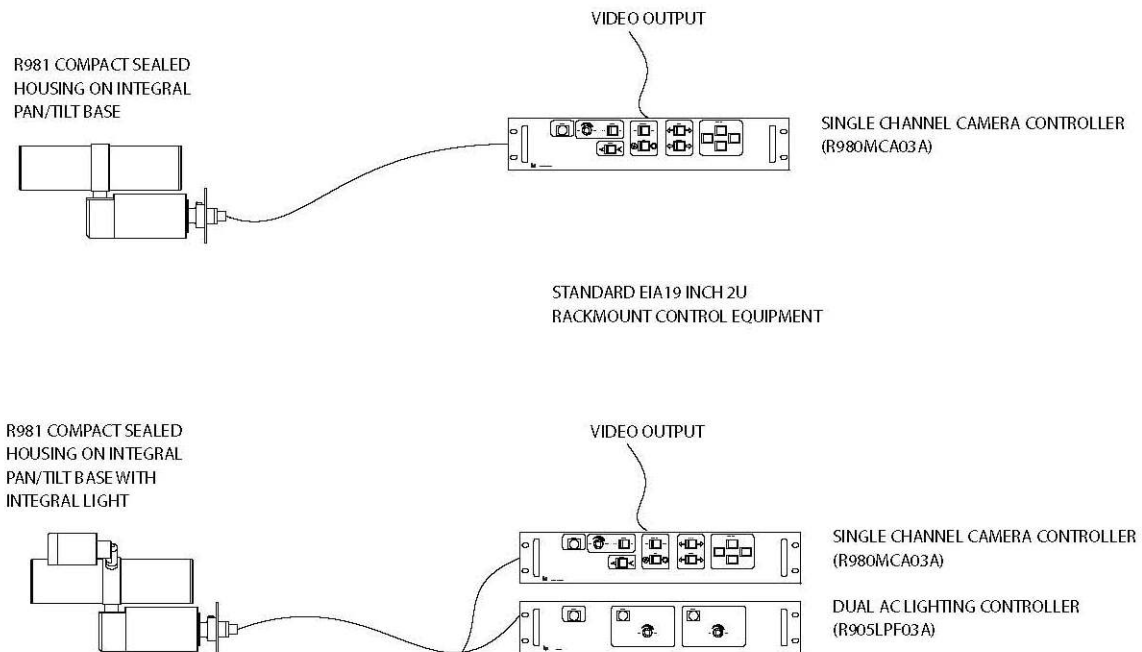 VIDEO OUTPUT
R981 COMPACT SEALED
HOUSING ON INTEGRAL
PAN/TILT BASE
SINGLE CHANNEL CAMERA CONTROLLER
(R980MCA03A)
STANDARD EIA19 INCH 2U
RACKMOUNT CONTROL EQUIPMENT
R981 COMPACT SEALED
HOUSING ON INTEGRAL
PAN/TILT BASE WITH
INTEGRAL LIGHT
VIDEO OUTPUT
SINGLE CHANNEL CAMERA CONTROLLER
(R980MCA03A)
DUAL AC LIGHTING CONTROLLER
(R905LPF03A)